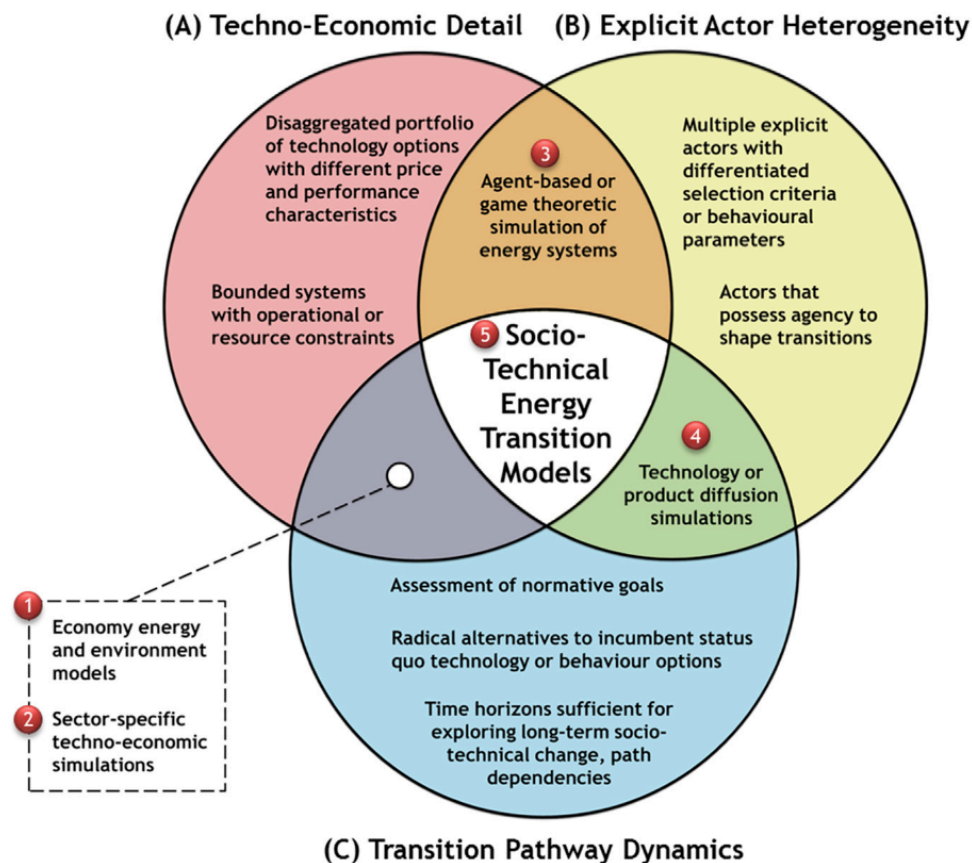 (A) Techno-Economic Detail
(B) Explicit Actor Heterogeneity
Disaggregated portfolio
of technology options
with different price
and performance
characteristics
Bounded systems
with operational or
resource constraints
3
Agent-based or
game theoretic
simulation of
energy systems
Multiple explicit
actors with
differentiated
selection criteria
or behavioural
parameters
Actors that
possess agency to
shape transitions
5
Socio-
Technical
Energy
Transition
Models
4
Technology or
product diffusion
simulations
1
Economy energy
and environment
models
2
Sector-specific
techno-economic
simulations
Assessment of normative goals
Radical alternatives to incumbent status
quo technology or behaviour options
Time horizons sufficient for
exploring long-term socio-
technical change, path
dependencies
(C) Transition Pathway Dynamics